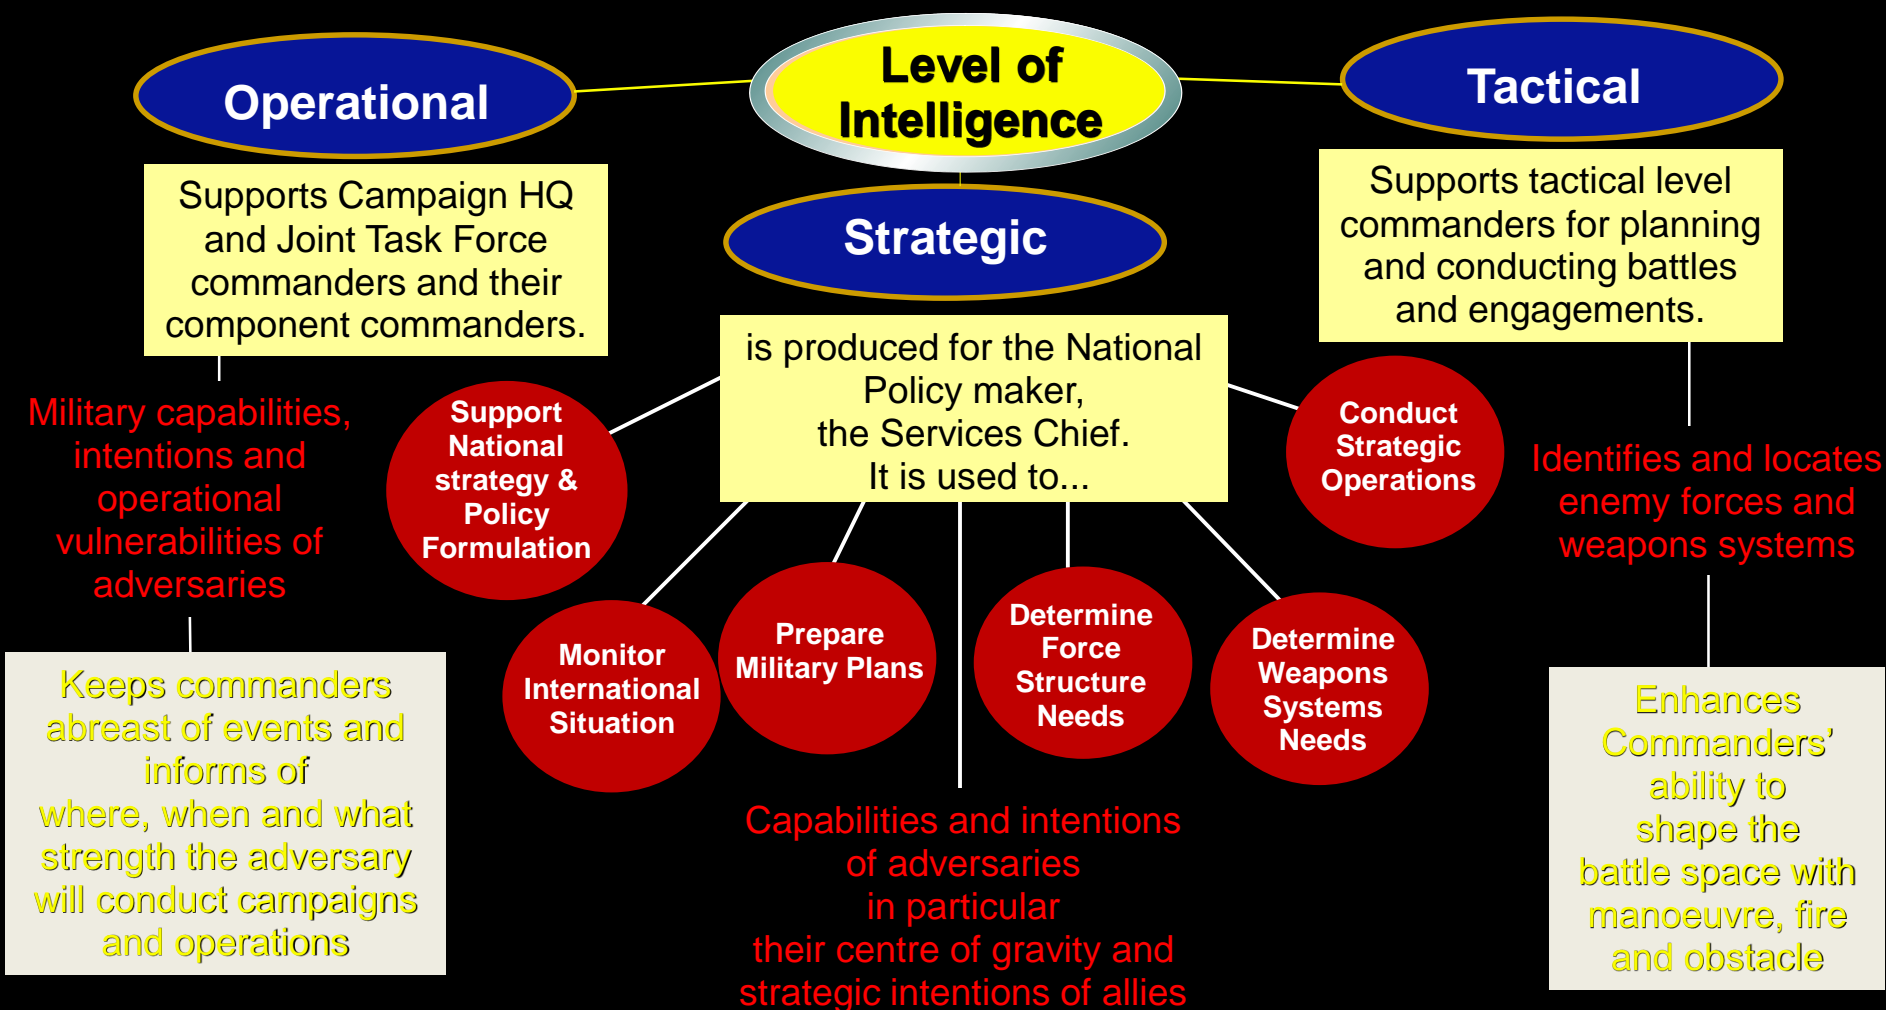 Level of
Intelligence
Operational
Supports Campaign HQ
and Joint Task Force
commanders and their
component commanders.
Military capabilities,
intentions and
operational
vulnerabilities of
adversaries
Keeps commanders
abreast of events and
informs of
where, when and what
strength the adversary
will conduct campaigns
and operations
Strategic
is produced for the National
Policy maker,
the Services Chief.
It is used to...
Support
National
strategy &
Policy
Formulation
Monitor
International
Situation
Prepare
Military Plans
Determine
Force
Structure
Needs
Determine
Weapons
Systems
Needs
Conduct
Strategic
Operations
Capabilities and intentions
of adversaries
in particular
their centre of gravity and
strategic intentions of allies
Tactical
Supports tactical level
commanders for planning
and conducting battles
and engagements.
Identifies and locates
enemy forces and
weapons systems
Enhances
Commanders’
ability to
shape the
battle space with
manoeuvre, fire
and obstacle